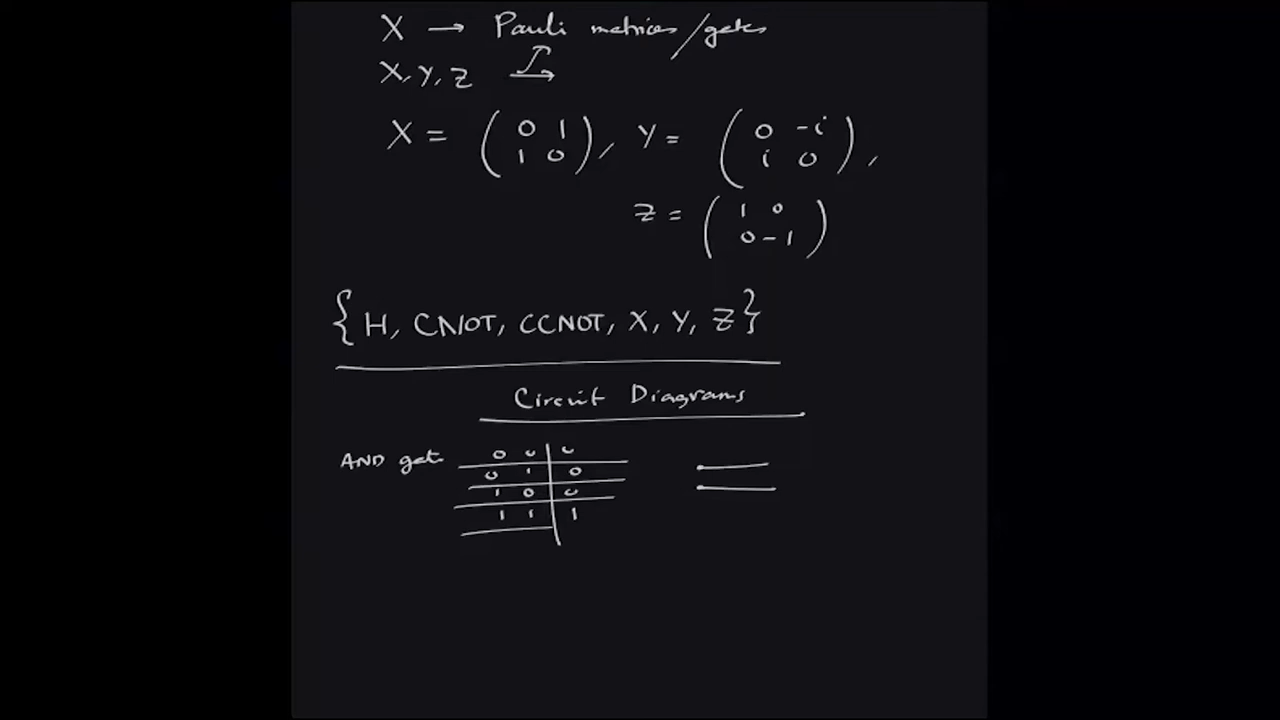 X → Pauli matrices/gates
X, Y, Z →
X = ( 0 1 1 0 ), Y = ( 0 -i i 0 ),
Z = ( 1 0 0 -1 )
{ H, CNOT, CCNOT, X, Y, Z }
Circuit Diagrams
AND gate 0 0 0
0 1 0
1 0 0
1 1 1